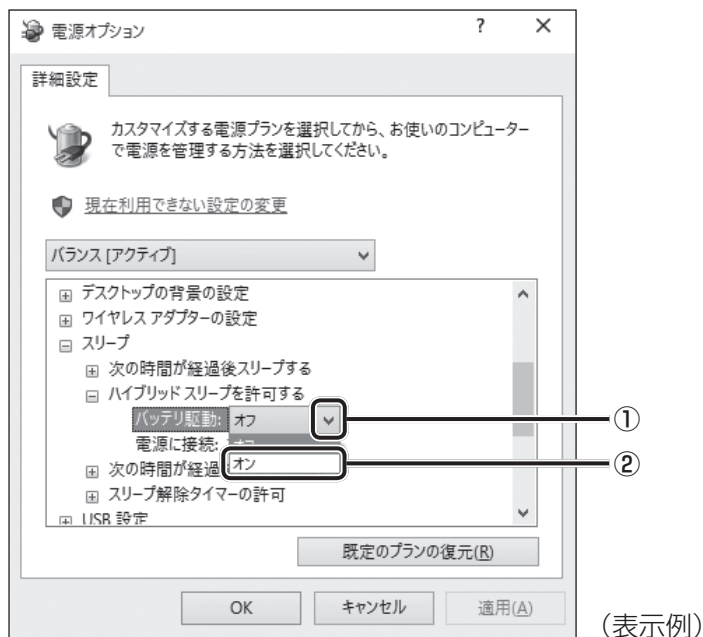 電源オプション ? ×
詳細設定
カスタマイズする電源プランを選択してから、お使いのコンピューター
で電源を管理する方法を選択してください。
現在利用できない設定の変更
バランス [アクティブ]
デスクトップの背景の設定
ワイヤレス アダプターの設定
スリープ
次の時間が経過後スリープする
ハイブリッド スリープを許可する
バッテリ駆動: オフ ①
電源に接続:
次の時間が経過 オン ②
スリープ解除タイマーの許可
USB 設定
既定のプランの復元(R)
OK キャンセル 適用(A)
(表示例)